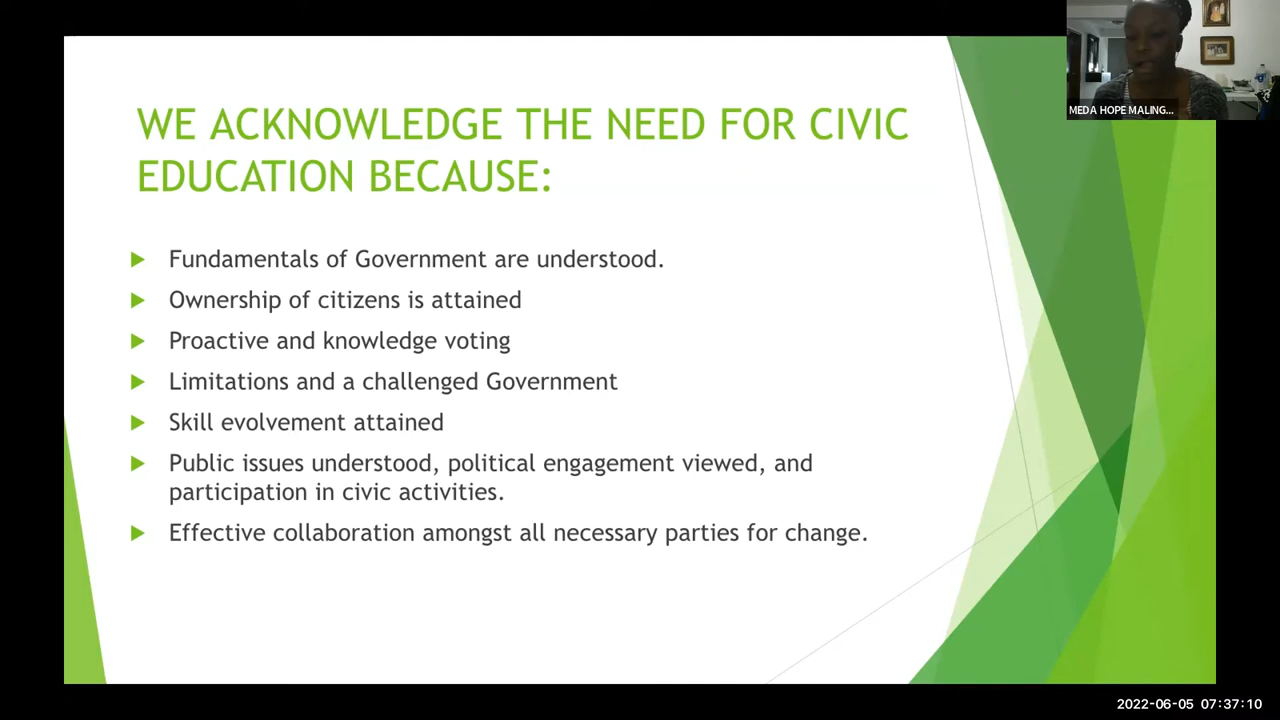 MEDA HOPE MALING...
WE ACKNOWLEDGE THE NEED FOR CIVIC
EDUCATION BECAUSE:
Fundamentals of Government are understood.
Ownership of citizens is attained
Proactive and knowledge voting
Limitations and a challenged Government
Skill evolvement attained
Public issues understood, political engagement viewed, and
participation in civic activities.
Effective collaboration amongst all necessary parties for change.
2022-06-05 07:37:10